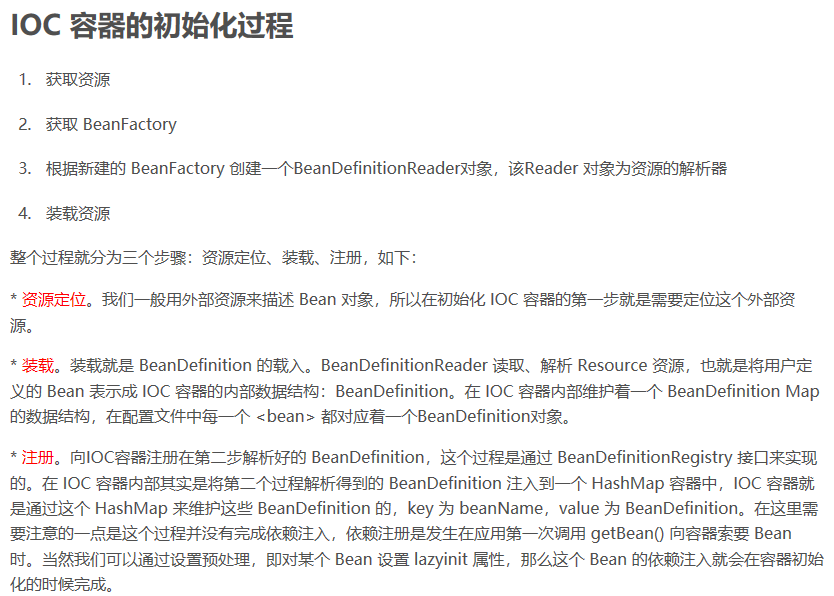 IOC 容器的初始化过程
1. 获取资源
2. 获取 BeanFactory
3. 根据新建的 BeanFactory 创建一个BeanDefinitionReader对象，该Reader 对象为资源的解析器
4. 装载资源
整个过程就分为三个步骤：资源定位、装载、注册，如下：
* 资源定位。我们一般用外部资源来描述 Bean 对象，所以在初始化 IOC 容器的第一步就是需要定位这个外部资
源。
* 装载。装载就是 BeanDefinition 的载入。BeanDefinitionReader 读取、解析 Resource 资源，也就是将用户定
义的 Bean 表示成 IOC 容器的内部数据结构：BeanDefinition。在 IOC 容器内部维护着一个 BeanDefinition Map
的数据结构，在配置文件中每一个 <bean> 都对应着一个BeanDefinition对象。
* 注册。向IOC容器注册在第二步解析好的 BeanDefinition，这个过程是通过 BeanDefinitionRegistry 接口来实现
的。在 IOC 容器内部其实是将第二个过程解析得到的 BeanDefinition 注入到一个 HashMap 容器中，IOC 容器就
是通过这个 HashMap 来维护这些 BeanDefinition 的，key 为 beanName，value 为 BeanDefinition。在这里需
要注意的一点是这个过程并没有完成依赖注入，依赖注册是发生在应用第一次调用 getBean() 向容器索要 Bean
时。当然我们可以通过设置预处理，即对某个 Bean 设置 lazyinit 属性，那么这个 Bean 的依赖注入就会在容器初始
化的时候完成。